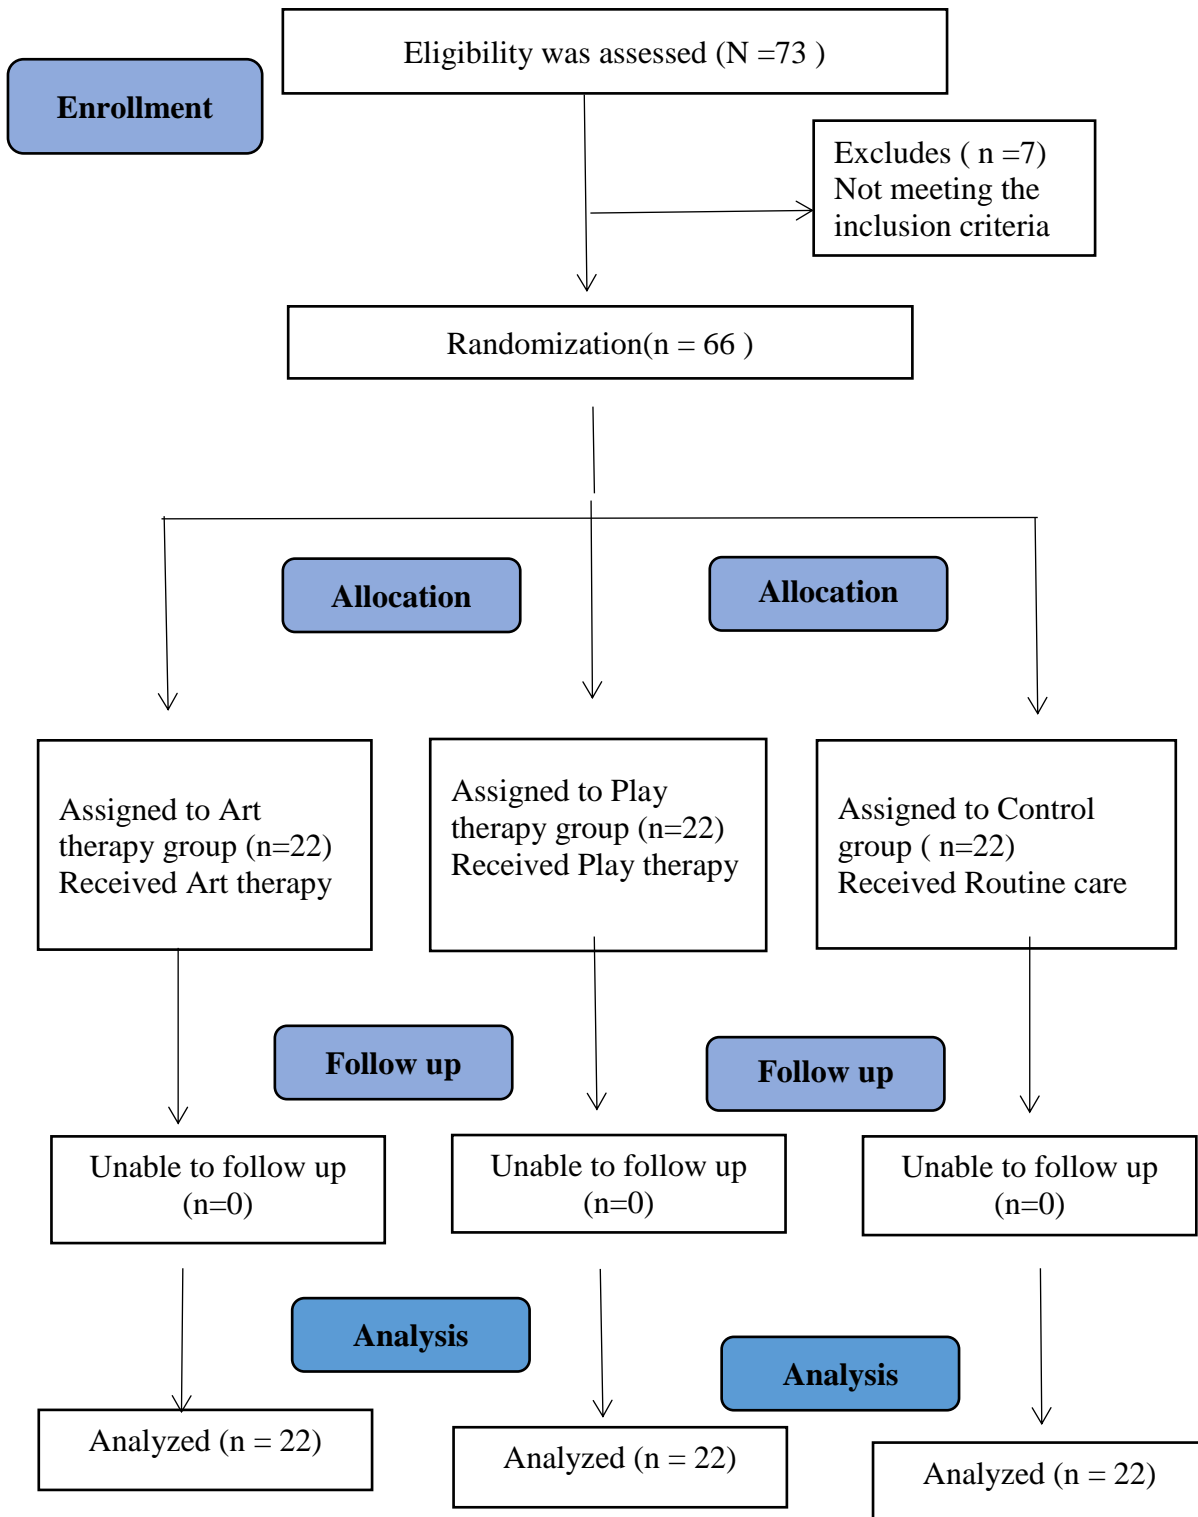 Eligibility was assessed (N =73 )
Enrollment
Excludes ( n =7)
Not meeting the
inclusion criteria
Randomization(n = 66 )
Allocation
Allocation
Assigned to Art
therapy group (n=22)
Received Art therapy
Assigned to Play
therapy group (n=22)
Received Play therapy
Assigned to Control
group ( n=22)
Received Routine care
Follow up
Follow up
Unable to follow up
(n=0)
Unable to follow up
(n=0)
Unable to follow up
(n=0)
Analysis
Analysis
Analyzed (n = 22)
Analyzed (n = 22)
Analyzed (n = 22)